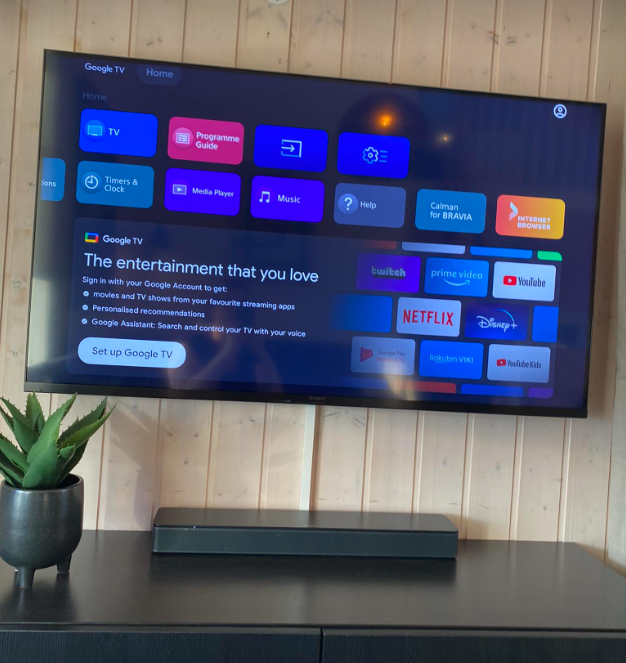 Google TV
Home
Home
TV
Programme
Guide
ions
Timers &
Clock
Media Player
Music
Help
Calman
for BRAVIA
INTERNET
BROWSER
Google TV
The entertainment that you love
Sign in with your Google Account to get:
movies and TV shows from your favourite streaming apps
Personalised recommendations
Google Assistant: Search and control your TV with your voice
Set up Google TV
twitch
prime video
YouTube
NETFLIX
Disney+
Google Play
Rakuten VIKI
YouTube Kids
SONY